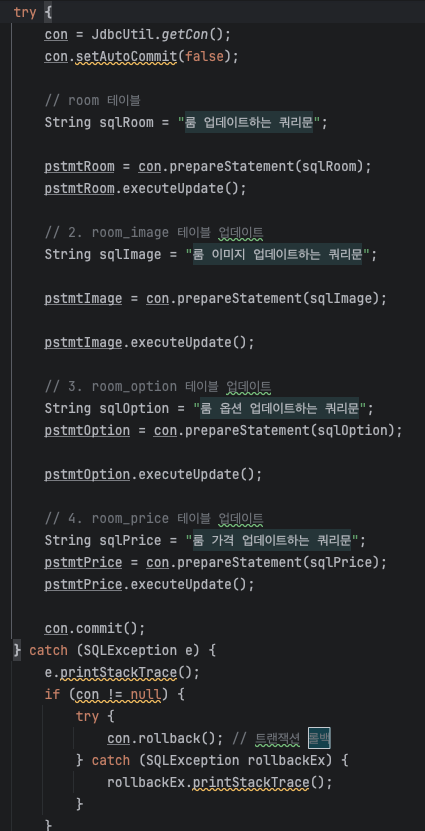 try {
con = JdbcUtil.getCon();
con.setAutoCommit(false);
// room 테이블
String sqlRoom = "룸 업데이트하는 쿼리문";
pstmtRoom = con.prepareStatement(sqlRoom);
pstmtRoom.executeUpdate();
// 2. room_image 테이블 업데이트
String sqlImage = "룸 이미지 업데이트하는 쿼리문";
pstmtImage = con.prepareStatement(sqlImage);
pstmtImage.executeUpdate();
// 3. room_option 테이블 업데이트
String sqlOption = "룸 옵션 업데이트하는 쿼리문";
pstmtOption = con.prepareStatement(sqlOption);
pstmtOption.executeUpdate();
// 4. room_price 테이블 업데이트
String sqlPrice = "룸 가격 업데이트하는 쿼리문";
pstmtPrice = con.prepareStatement(sqlPrice);
pstmtPrice.executeUpdate();
con.commit();
} catch (SQLException e) {
e.printStackTrace();
if (con != null) {
try {
con.rollback(); // 트랜잭션 롤백
} catch (SQLException rollbackEx) {
rollbackEx.printStackTrace();
}
}